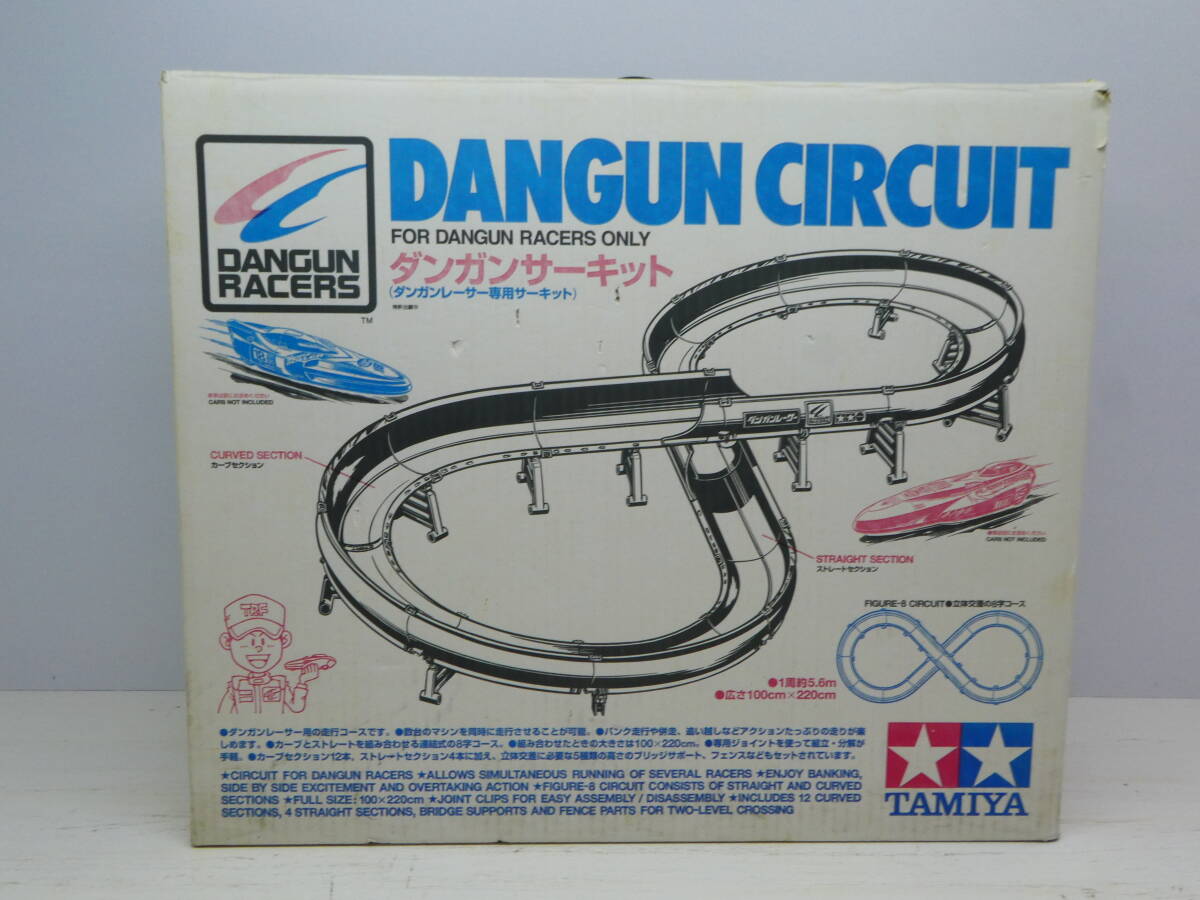 DANGUN CIRCUIT
FOR DANGUN RACERS ONLY
ダンガンサーキット
(ダンガンレーサー専用サーキット)
特許出願中
DANGUN
RACERS
TM
CARS NOT INCLUDED
CURVED SECTION
カーブセクション
ダンガンレーサー
CARS NOT INCLUDED
STRAIGHT SECTION
ストレートセクション
FIGURE-8 CIRCUIT●立体交差の8字コース
TRF
●1周約5.6m
●広さ100cm×220cm
●ダンガンレーサー用の走行コースです。●数台のマシンを同時に走行させることが可能。●バンク走行や併走、追い越しなどアクションたっぷりの走りが楽
しめます。●カーブとストレートを組み合わせる連結式の8字コース。●組み合わせたときの大きさは100×220cm。●専用ジョイントを使って組立・分解が
手軽。●カーブセクション12本、ストレートセクション4本に加え、立体交差に必要な5種類の高さのブリッジサポート、フェンスなどもセットされています。
★CIRCUIT FOR DANGUN RACERS ★ALLOWS SIMULTANEOUS RUNNING OF SEVERAL RACERS ★ENJOY BANKING,
SIDE BY SIDE EXCITEMENT AND OVERTAKING ACTION ★FIGURE-8 CIRCUIT CONSISTS OF STRAIGHT AND CURVED
SECTIONS ★FULL SIZE: 100×220cm ★JOINT CLIPS FOR EASY ASSEMBLY / DISASSEMBLY ★INCLUDES 12 CURVED
SECTIONS, 4 STRAIGHT SECTIONS, BRIDGE SUPPORTS AND FENCE PARTS FOR TWO-LEVEL CROSSING
TAMIYA